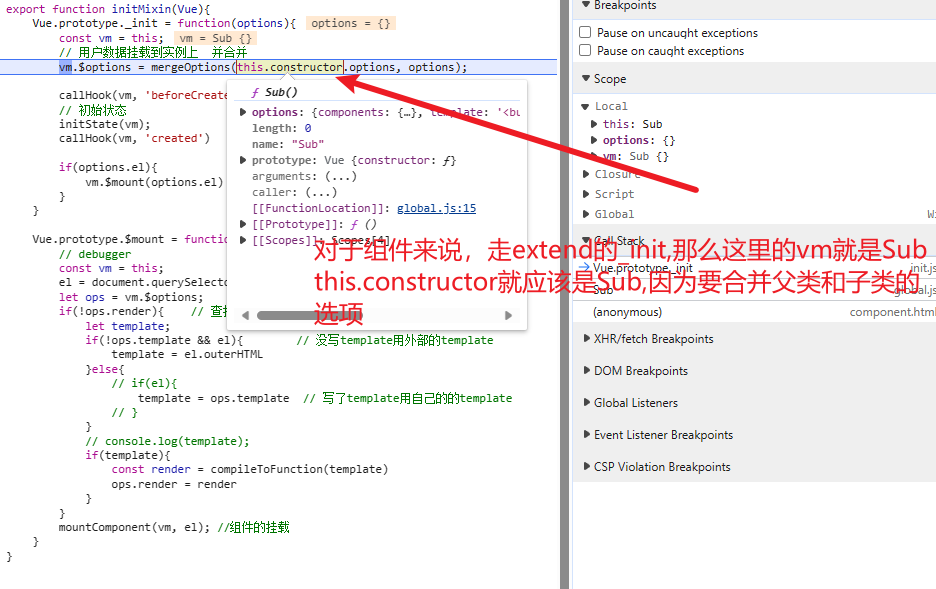 export function initMixin(Vue){
Vue.prototype._init = function(options){ options = {}
const vm = this; vm = Sub {}
// 用户数据挂载到实例上 并合并
vm.$options = mergeOptions(this.constructor.options, options);
callHook(vm, 'beforeCreate
// 初始状态
initState(vm);
callHook(vm, 'created')
if(options.el){
vm.$mount(options.el)
}
}
Vue.prototype.$mount = functio
// debugger
const vm = this;
el = document.querySelecto
let ops = vm.$options;
if(!ops.render){ // 查
let template;
if(!ops.template && el){ // 没写template用外部的template
template = el.outerHTML
}else{
// if(el){
template = ops.template // 写了template用自己的的template
// }
}
// console.log(template);
if(template){
const render = compileToFunction(template)
ops.render = render
}
}
mountComponent(vm, el); //组件的挂载
}
}
ƒ Sub()
options: {components: {…}, template: '<bu
length: 0
name: "Sub"
prototype: Vue {constructor: ƒ}
arguments: (...)
caller: (...)
[[FunctionLocation]]: global.js:15
[[Prototype]]: ƒ ()
[[Scopes]]: Scopes[4]
对于组件来说，走extend的_init,那么这里的vm就是Sub
this.constructor就应该是Sub,因为要合并父类和子类的
选项
Breakpoints
Pause on uncaught exceptions
Pause on caught exceptions
Scope
Local
this: Sub
options: {}
vm: Sub {}
Closure
Script
Global Wi
Call Stack
Vue.prototype._init init.js
Sub global.js
(anonymous) component.html
XHR/fetch Breakpoints
DOM Breakpoints
Global Listeners
Event Listener Breakpoints
CSP Violation Breakpoints